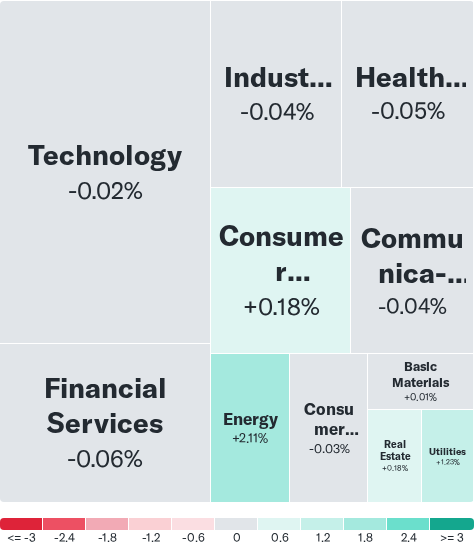 Technology
-0.02%
Indust...
-0.04%
Health...
-0.05%
Consume
r...
+0.18%
Commu
nica-...
-0.04%
Financial
Services
-0.06%
Energy
+2.11%
Consu
mer...
-0.03%
Basic
Materials
+0.01%
Real
Estate
+0.18%
Utilities
+1.23%
<= -3 -2.4 -1.8 -1.2 -0.6 0 0.6 1.2 1.8 2.4 >= 3